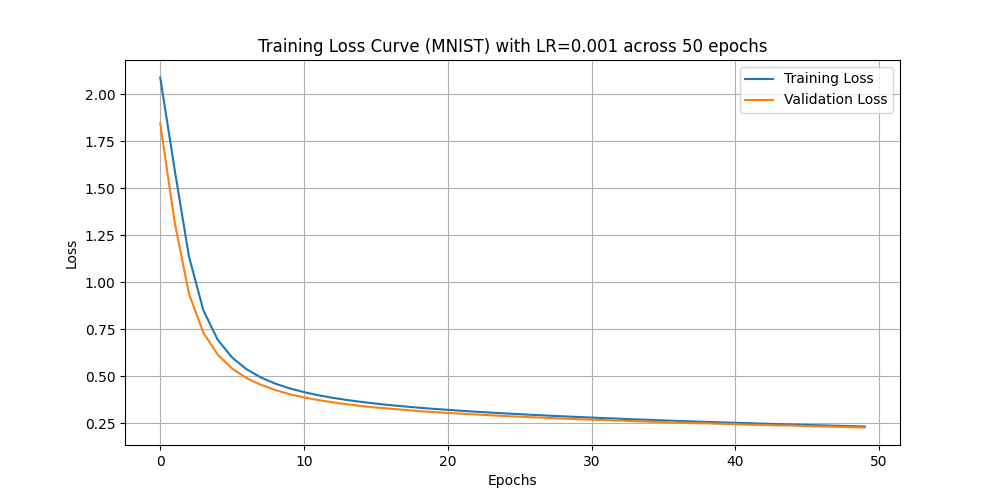 Training Loss Curve (MNIST) with LR=0.001 across 50 epochs
Training Loss
Validation Loss
2.00
1.75
1.50
1.25
1.00
0.75
0.50
0.25
Loss
0 10 20 30 40 50
Epochs